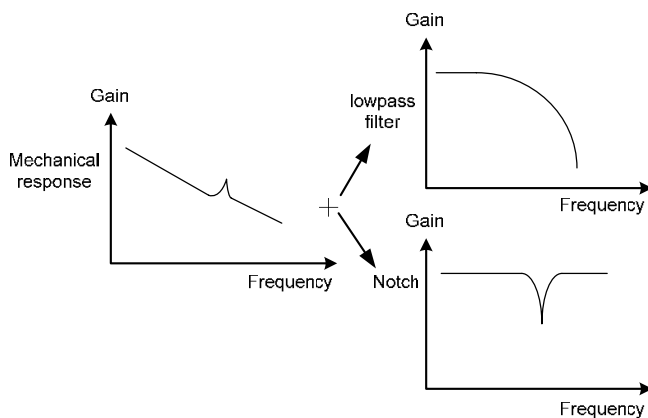 Gain
Mechanical
response
Frequency
Gain
lowpass
filter
Frequency
Gain
Notch
Frequency